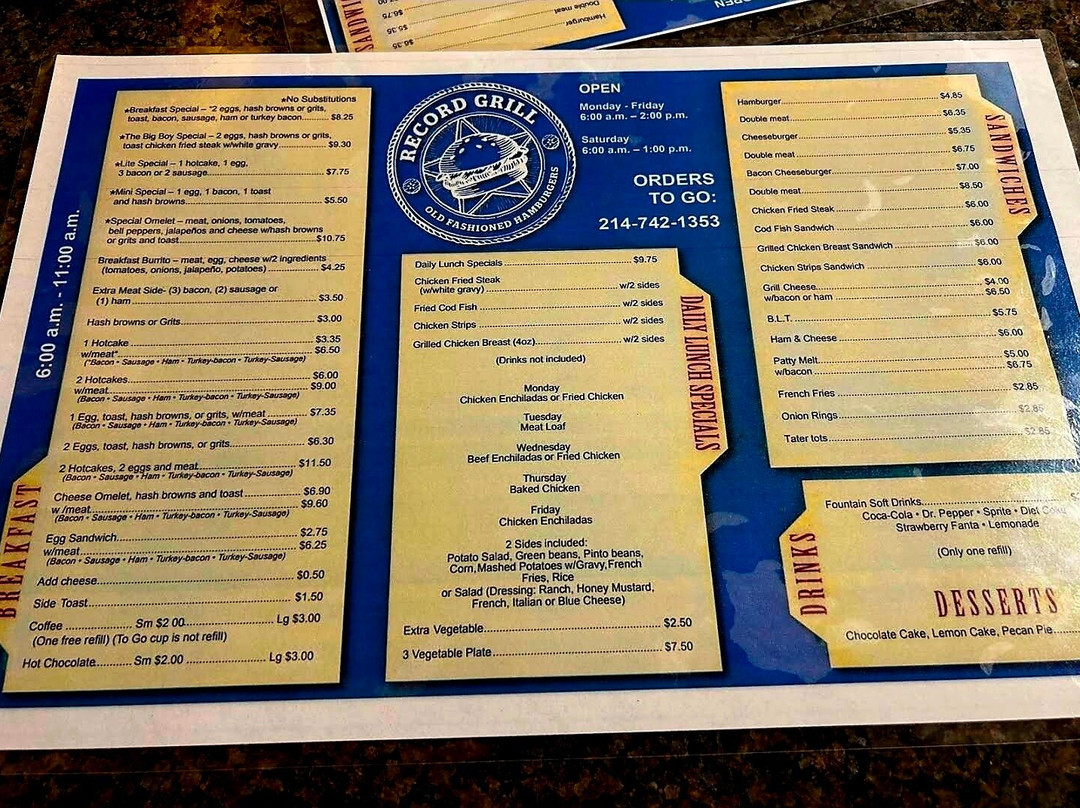 SANDWI
$6.75
$5.35
$6.35
Double meat
Hamburger
OPEN
*No Substitutions
*Breakfast Special – *2 eggs, hash browns or grits,
toast, bacon, sausage, ham or turkey bacon........ $8.25
*The Big Boy Special – 2 eggs, hash browns or grits,
toast chicken fried steak w/white gravy.................. $9.30
*Lite Special – 1 hotcake, 1 egg,
3 bacon or 2 sausage........................................... $7.75
*Mini Special – 1 egg, 1 bacon, 1 toast
and hash browns.................................................. $5.50
*Special Omelet – meat, onions, tomatoes,
bell peppers, jalapeños and cheese w/hash browns
or grits and toast..................................................$10.75
Breakfast Burrito – meat, egg, cheese w/2 ingredients
(tomatoes, onions, jalapeño, potatoes) .................. $4.25
Extra Meat Side- (3) bacon, (2) sausage or
(1) ham .................................................................. $3.50
Hash browns or Grits................................................ $3.00
1 Hotcake ................................................................ $3.35
w/meat*................................................................... $6.50
(*Bacon • Sausage • Ham • Turkey-bacon • Turkey-Sausage)
2 Hotcakes............................................................... $6.00
w/meat..................................................................... $9.00
(Bacon • Sausage • Ham • Turkey-bacon • Turkey-Sausage)
1 Egg, toast, hash browns, or grits, w/meat ............. $7.35
(Bacon • Sausage • Ham • Turkey-bacon • Turkey-Sausage)
2 Eggs, toast, hash browns, or grits......................... $6.30
2 Hotcakes, 2 eggs and meat................................. $11.50
(Bacon • Sausage • Ham • Turkey-bacon • Turkey-Sausage)
Cheese Omelet, hash browns and toast .................. $6.90
w /meat.................................................................... $9.60
(Bacon • Sausage • Ham • Turkey-bacon • Turkey-Sausage)
Egg Sandwich.......................................................... $2.75
w/meat..................................................................... $6.25
(Bacon • Sausage • Ham • Turkey-bacon • Turkey-Sausage)
Add cheese.............................................................. $0.50
Side Toast................................................................ $1.50
Coffee ...................... Sm $2 00........................ Lg $3.00
(One free refill) (To Go cup is not refill)
Hot Chocolate........... Sm $2.00 ....................... Lg $3.00
6:00 a.m. - 11:00 a.m.
BREAKFAST
RECORD GRILL
OLD FASHIONED HAMBURGERS
OPEN
Monday - Friday
6:00 a.m. – 2:00 p.m.
Saturday
6:00 a.m. – 1:00 p.m.
ORDERS
TO GO:
214-742-1353
Daily Lunch Specials ............................................ $9.75
Chicken Fried Steak
(w/white gravy) ............................................. w/2 sides
Fried Cod Fish ................................................ w/2 sides
Chicken Strips ................................................ w/2 sides
Grilled Chicken Breast (4oz)........................... w/2 sides
(Drinks not included)
Monday
Chicken Enchiladas or Fried Chicken
Tuesday
Meat Loaf
Wednesday
Beef Enchiladas or Fried Chicken
Thursday
Baked Chicken
Friday
Chicken Enchiladas
2 Sides included:
Potato Salad, Green beans, Pinto beans,
Corn,Mashed Potatoes w/Gravy,French
Fries, Rice
or Salad (Dressing: Ranch, Honey Mustard,
French, Italian or Blue Cheese)
Extra Vegetable..................................................... $2.50
3 Vegetable Plate................................................... $7.50
DAILY LUNCH SPECIALS
Hamburger............................................ $4.85
Double meat.......................................... $6.35
Cheeseburger........................................ $5.35
Double meat ......................................... $6.75
Bacon Cheeseburger............................. $7.00
Double meat.......................................... $8.50
Chicken Fried Steak .............................. $6.00
Cod Fish Sandwich................................ $6.00
Grilled Chicken Breast Sandwich .......... $6.00
Chicken Strips Sandwich....................... $6.00
Grill Cheese........................................... $4.00
w/bacon or ham .................................... $6.50
B.L.T. ..................................................... $5.75
Ham & Cheese ...................................... $6.00
Patty Melt............................................... $5.00
w/bacon ................................................. $6.75
French Fries .......................................... $2.85
Onion Rings........................................... $2.85
Tater tots................................................ $2.85
SANDWICHES
Fountain Soft Drinks..............................
Coca-Cola • Dr. Pepper • Sprite • Diet Coke
Strawberry Fanta • Lemonade
(Only one refill)
DRINKS
DESSERTS
Chocolate Cake, Lemon Cake, Pecan Pie.....